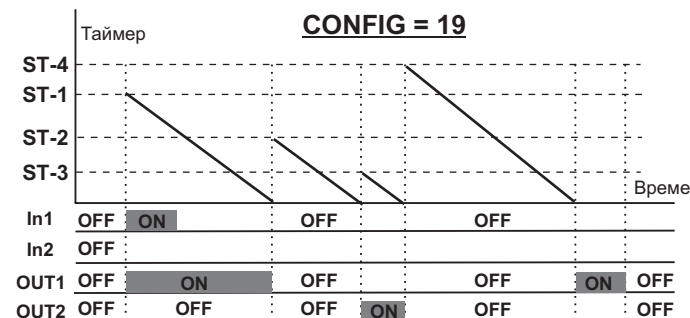 CONFIG = 19
Таймер
ST-4
ST-1
ST-2
ST-3
Време
In1 OFF ON OFF OFF
In2 OFF
OUT1 OFF ON OFF OFF ON OFF
OUT2 OFF OFF OFF ON OFF OFF